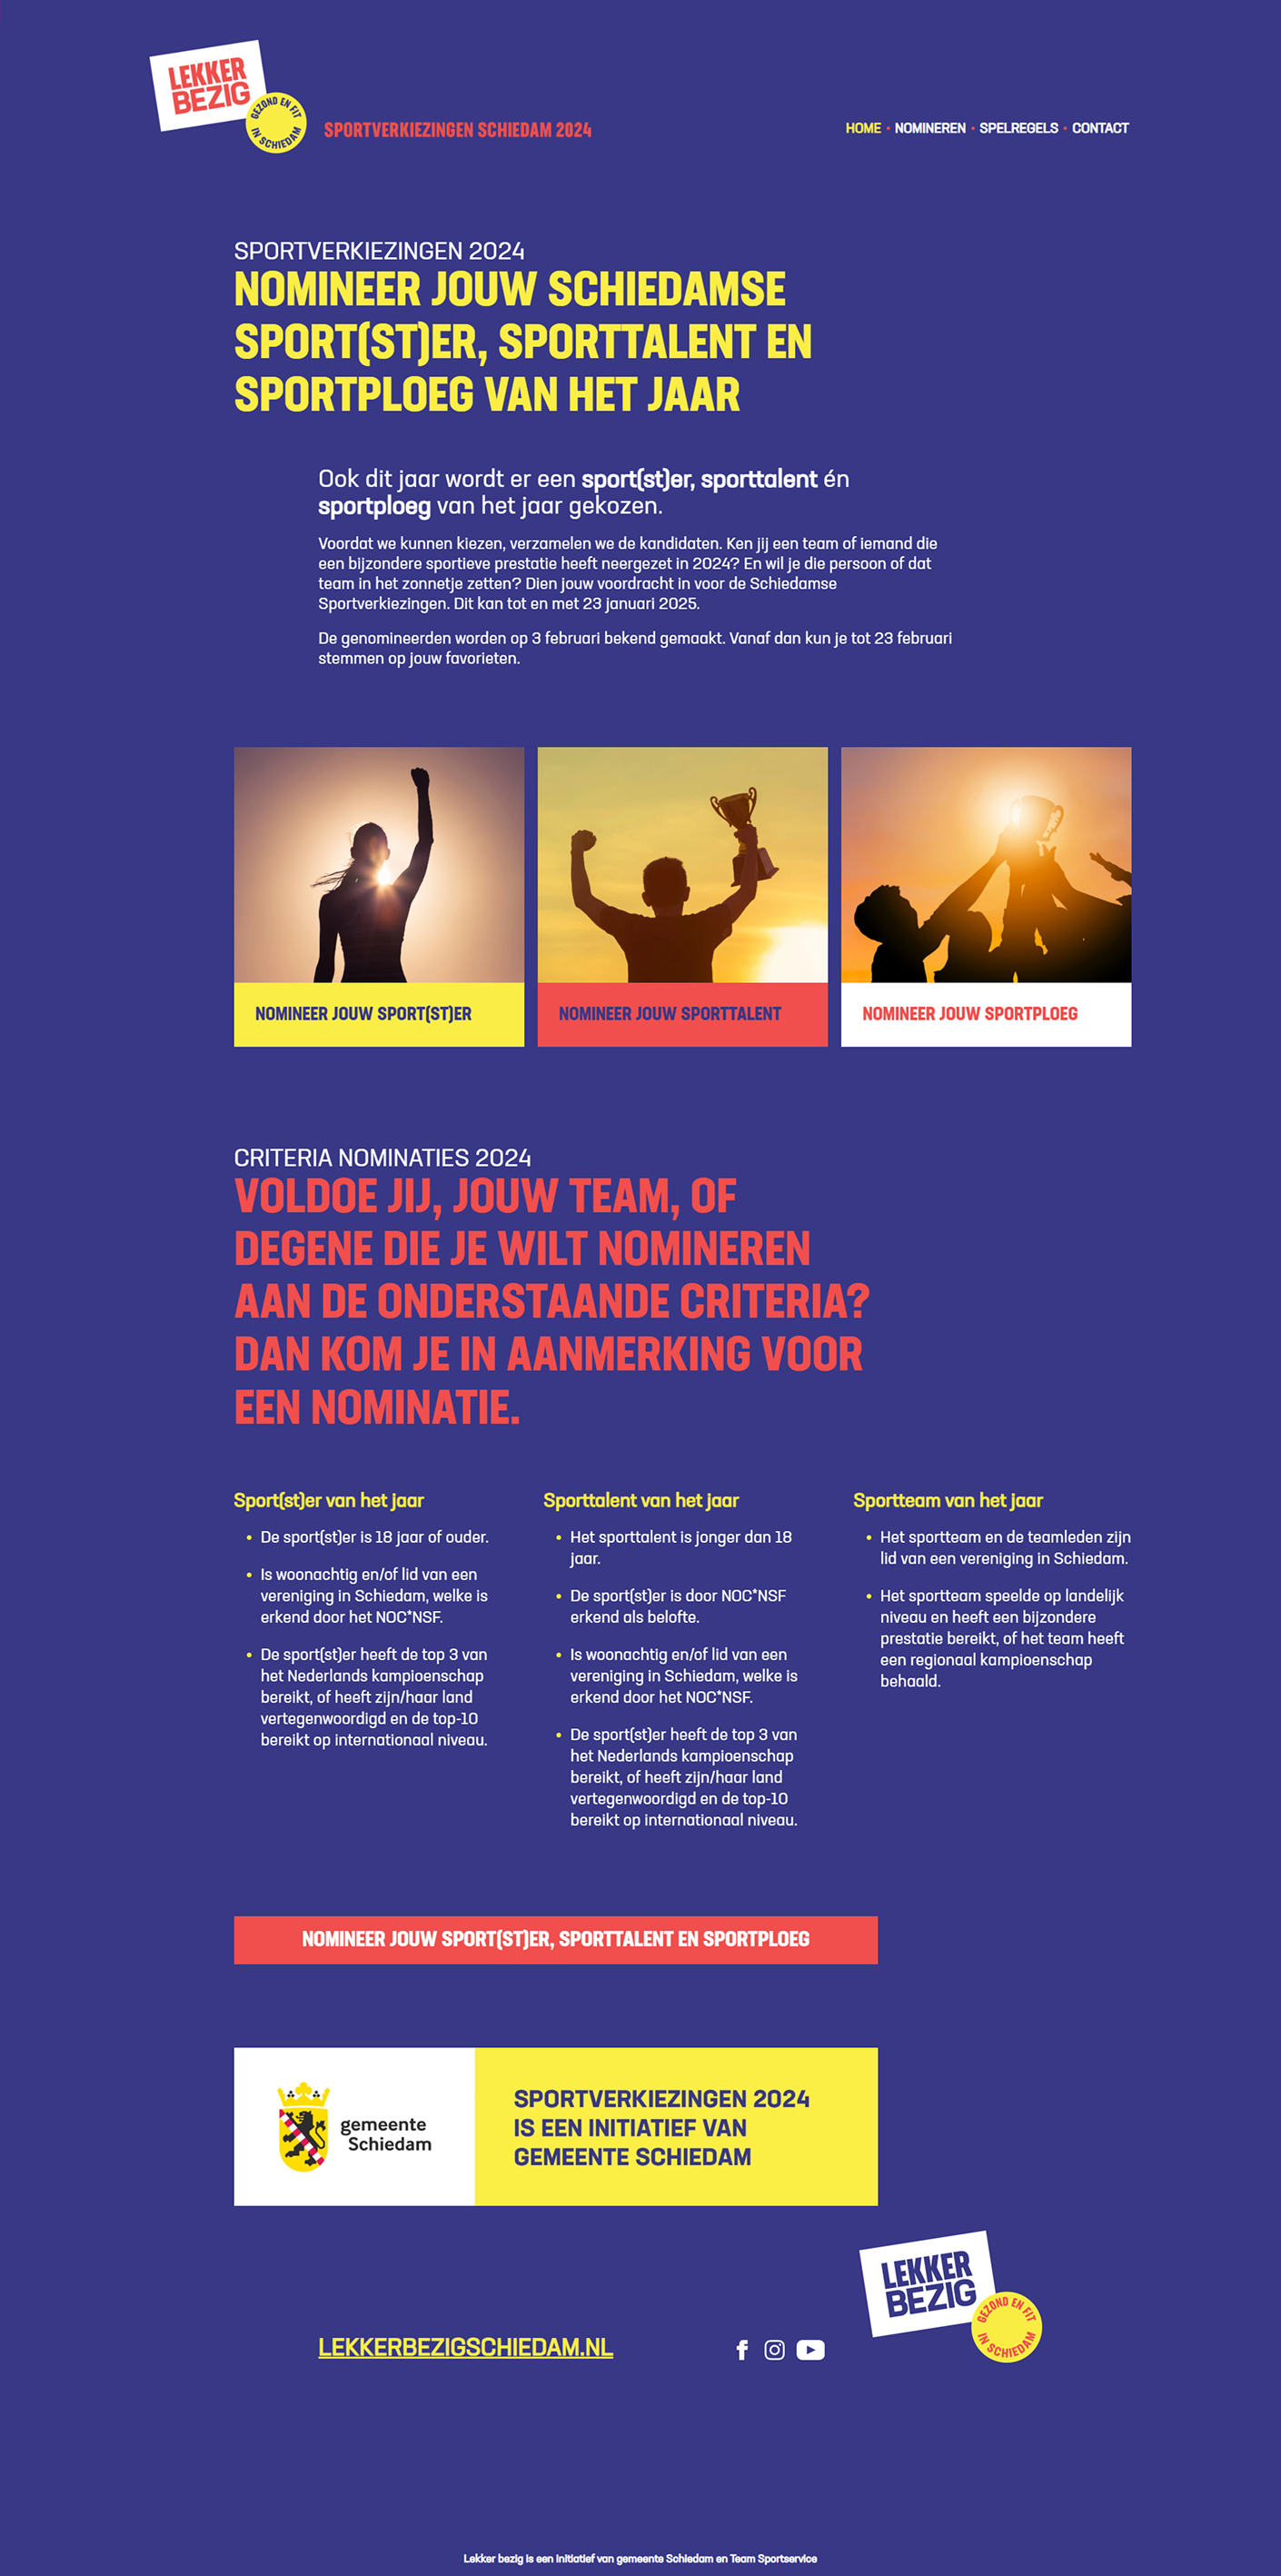 LEKKER
BEZIG
GEZOND EN FIT
IN SCHIEDAM
SPORTVERKIEZINGEN SCHIEDAM 2024
HOME • NOMINEREN • SPELREGELS • CONTACT
SPORTVERKIEZINGEN 2024
NOMINEER JOUW SCHIEDAMSE
SPORT(ST)ER, SPORTTALENT EN
SPORTPLOEG VAN HET JAAR
Ook dit jaar wordt er een sport(st)er, sporttalent én
sportploeg van het jaar gekozen.
Voordat we kunnen kiezen, verzamelen we de kandidaten. Ken jij een team of iemand die
een bijzondere sportieve prestatie heeft neergezet in 2024? En wil je die persoon of dat
team in het zonnetje zetten? Dien jouw voordracht in voor de Schiedamse
Sportverkiezingen. Dit kan tot en met 23 januari 2025.
De genomineerden worden op 3 februari bekend gemaakt. Vanaf dan kun je tot 23 februari
stemmen op jouw favorieten.
NOMINEER JOUW SPORT(ST)ER
NOMINEER JOUW SPORTTALENT
NOMINEER JOUW SPORTPLOEG
CRITERIA NOMINATIES 2024
VOLDOE JIJ, JOUW TEAM, OF
DEGENE DIE JE WILT NOMINEREN
AAN DE ONDERSTAANDE CRITERIA?
DAN KOM JE IN AANMERKING VOOR
EEN NOMINATIE.
Sport(st)er van het jaar
• De sport(st)er is 18 jaar of ouder.
• Is woonachtig en/of lid van een
vereniging in Schiedam, welke is
erkend door het NOC*NSF.
• De sport(st)er heeft de top 3 van
het Nederlands kampioenschap
bereikt, of heeft zijn/haar land
vertegenwoordigd en de top-10
bereikt op internationaal niveau.
Sporttalent van het jaar
• Het sporttalent is jonger dan 18
jaar.
• De sport(st)er is door NOC*NSF
erkend als belofte.
• Is woonachtig en/of lid van een
vereniging in Schiedam, welke is
erkend door het NOC*NSF.
• De sport(st)er heeft de top 3 van
het Nederlands kampioenschap
bereikt, of heeft zijn/haar land
vertegenwoordigd en de top-10
bereikt op internationaal niveau.
Sportteam van het jaar
• Het sportteam en de teamleden zijn
lid van een vereniging in Schiedam.
• Het sportteam speelde op landelijk
niveau en heeft een bijzondere
prestatie bereikt, of het team heeft
een regionaal kampioenschap
behaald.
NOMINEER JOUW SPORT(ST)ER, SPORTTALENT EN SPORTPLOEG
gemeente
Schiedam
SPORTVERKIEZINGEN 2024
IS EEN INITIATIEF VAN
GEMEENTE SCHIEDAM
LEKKERBEZIGSCHIEDAM.NL
LEKKER
BEZIG
GEZOND EN FIT
IN SCHIEDAM
Lekker bezig is een initiatief van gemeente Schiedam en Team Sportservice